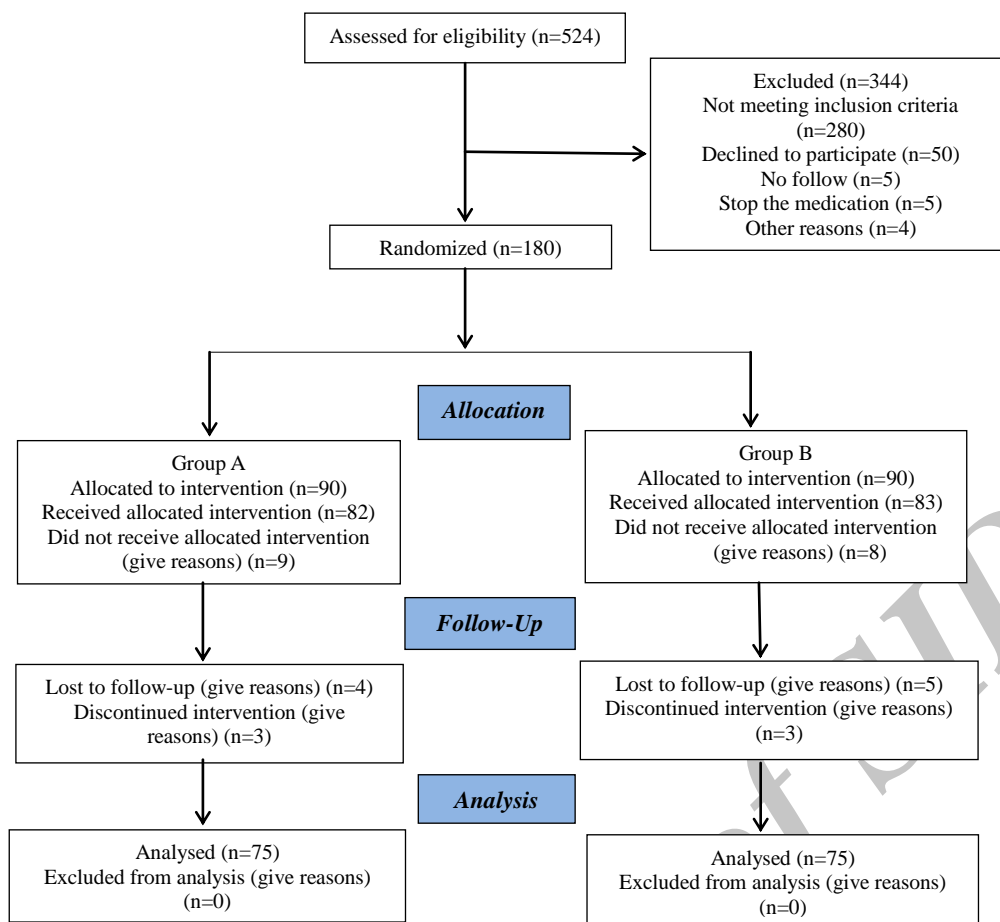 Assessed for eligibility (n=524)
Excluded (n=344)
Not meeting inclusion criteria
(n=280)
Declined to participate (n=50)
No follow (n=5)
Stop the medication (n=5)
Other reasons (n=4)
Randomized (n=180)
Allocation
Group A
Allocated to intervention (n=90)
Received allocated intervention (n=82)
Did not receive allocated intervention
(give reasons) (n=9)
Group B
Allocated to intervention (n=90)
Received allocated intervention (n=83)
Did not receive allocated intervention
(give reasons) (n=8)
Follow-Up
Lost to follow-up (give reasons) (n=4)
Discontinued intervention (give
reasons) (n=3)
Lost to follow-up (give reasons) (n=5)
Discontinued intervention (give reasons)
(n=3)
Analysis
Analysed (n=75)
Excluded from analysis (give reasons)
(n=0)
Analysed (n=75)
Excluded from analysis (give reasons)
(n=0)